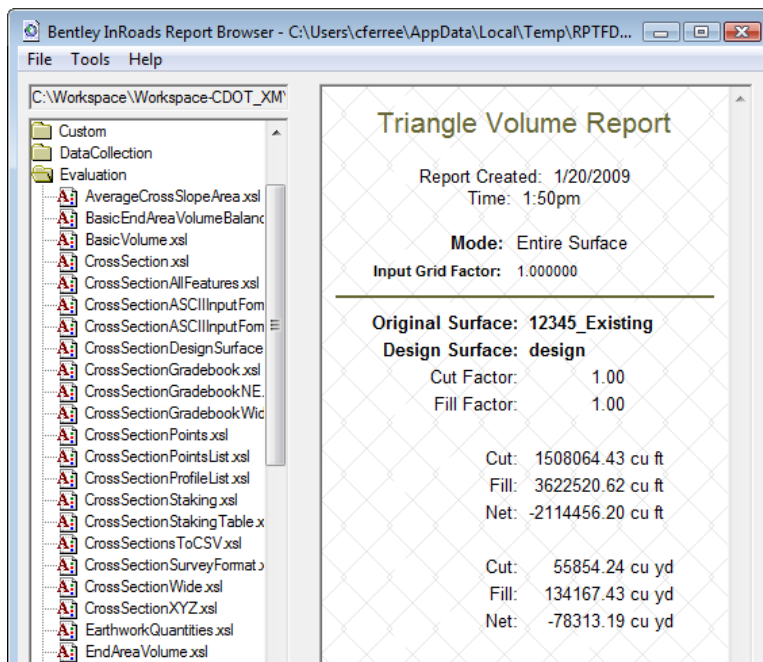 Bentley InRoads Report Browser - C:\Users\cferree\AppData\Local\Temp\RPTFD...
File Tools Help
C:\Workspace\Workspace-CDOT_XM\
Custom
DataCollection
Evaluation
AverageCrossSlopeArea.xsl
BasicEndAreaVolumeBalanc
BasicVolume.xsl
CrossSection.xsl
CrossSectionAllFeatures.xsl
CrossSectionASCIIInputForm
CrossSectionASCIIInputForm
CrossSectionDesignSurface
CrossSectionGradebook.xsl
CrossSectionGradebookNE.
CrossSectionGradebookWid
CrossSectionPoints.xsl
CrossSectionPointsList.xsl
CrossSectionProfileList.xsl
CrossSectionStaking.xsl
CrossSectionStakingTable.x
CrossSectionsToCSV.xsl
CrossSectionSurveyFormat.x
CrossSectionWide.xsl
CrossSectionXYZ.xsl
EarthworkQuantities.xsl
EndAreaVolume.xsl
Triangle Volume Report
Report Created: 1/20/2009
Time: 1:50pm
Mode: Entire Surface
Input Grid Factor: 1.000000
Original Surface: 12345_Existing
Design Surface: design
Cut Factor: 1.00
Fill Factor: 1.00
Cut: 1508064.43 cu ft
Fill: 3622520.62 cu ft
Net: -2114456.20 cu ft
Cut: 55854.24 cu yd
Fill: 134167.43 cu yd
Net: -78313.19 cu yd